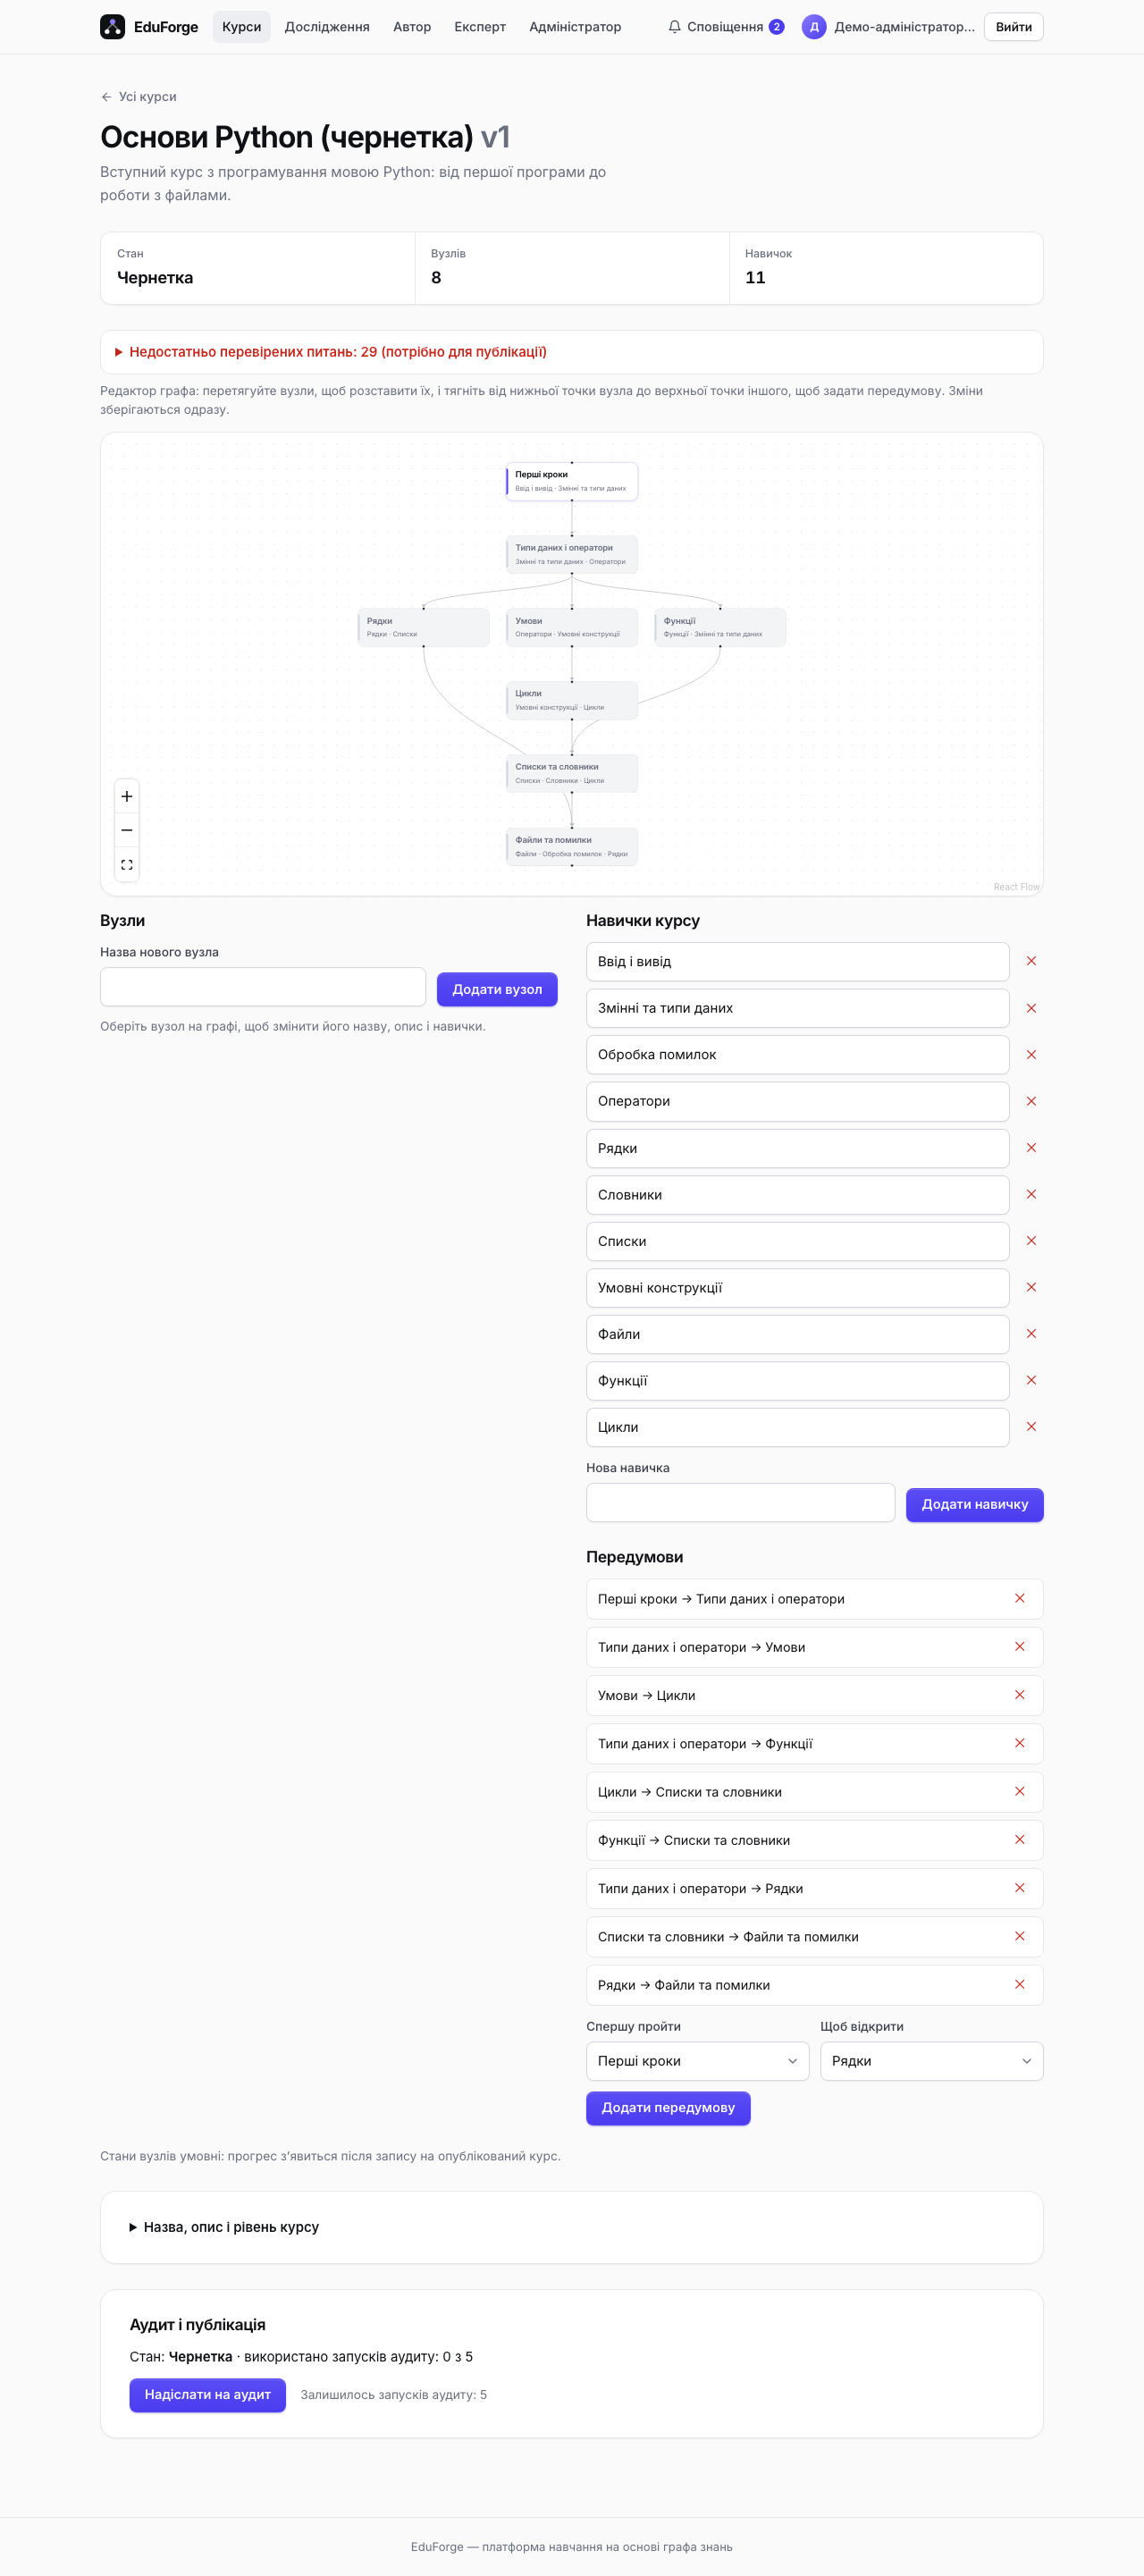 EduForge
Курси
Дослідження
Автор
Експерт
Адміністратор
Сповіщення 2
Д
Демо-адміністратор…
Вийти
← Усі курси
Основи Python (чернетка) v1
Вступний курс з програмування мовою Python: від першої програми до
роботи з файлами.
Стан
Чернетка
Вузлів
8
Навичок
11
Недостатньо перевірених питань: 29 (потрібно для публікації)
Редактор графа: перетягуйте вузли, щоб розставити їх, і тягніть від нижньої точки вузла до верхньої точки іншого, щоб задати передумову. Зміни
зберігаються одразу.
Перші кроки
Ввід і вивід · Змінні та типи даних
Типи даних і оператори
Змінні та типи даних · Оператори
Рядки
Рядки · Списки
Умови
Оператори · Умовні конструкції
Функції
Функції · Змінні та типи даних
Цикли
Умовні конструкції · Цикли
Списки та словники
Списки · Словники · Цикли
Файли та помилки
Файли · Обробка помилок · Рядки
React Flow
Вузли
Назва нового вузла
Додати вузол
Оберіть вузол на графі, щоб змінити його назву, опис і навички.
Навички курсу
Ввід і вивід
Змінні та типи даних
Обробка помилок
Оператори
Рядки
Словники
Списки
Умовні конструкції
Файли
Функції
Цикли
Нова навичка
Додати навичку
Передумови
Перші кроки → Типи даних і оператори
Типи даних і оператори → Умови
Умови → Цикли
Типи даних і оператори → Функції
Цикли → Списки та словники
Функції → Списки та словники
Типи даних і оператори → Рядки
Списки та словники → Файли та помилки
Рядки → Файли та помилки
Спершу пройти
Перші кроки
Щоб відкрити
Рядки
Додати передумову
Стани вузлів умовні: прогрес з’явиться після запису на опублікований курс.
Назва, опис і рівень курсу
Аудит і публікація
Стан: Чернетка · використано запусків аудиту: 0 з 5
Надіслати на аудит
Залишилось запусків аудиту: 5
EduForge — платформа навчання на основі графа знань